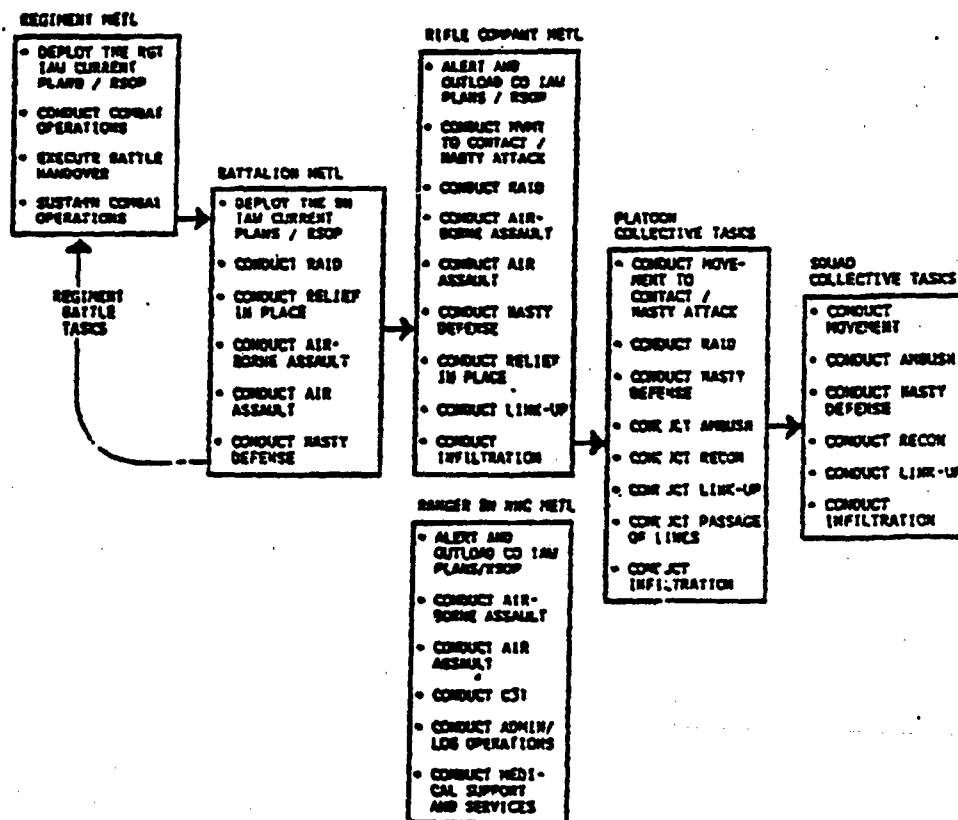 REGIMENT METL
• DEPLOY THE RGT
IAW CURRENT
PLANS / RSOP
• CONDUCT COMBAT
OPERATIONS
• EXECUTE BATTLE
HANDOVER
• SUSTAIN COMBAT
OPERATIONS
REGIMENT
BATTLE
TASKS
BATTALION METL
• DEPLOY THE BN
IAW CURRENT
PLANS / RSOP
• CONDUCT RAID
• CONDUCT RELIEF
IN PLACE
• CONDUCT AIR-
BORNE ASSAULT
• CONDUCT AIR
ASSAULT
• CONDUCT HASTY
DEFENSE
RIFLE COMPANY METL
• ALERT AND
OUTLOAD CO IAW
PLANS / RSOP
• CONDUCT MVMT
TO CONTACT /
HASTY ATTACK
• CONDUCT RAID
• CONDUCT AIR-
BORNE ASSAULT
• CONDUCT AIR
ASSAULT
• CONDUCT HASTY
DEFENSE
• CONDUCT RELIEF
IN PLACE
• CONDUCT LINK-UP
• CONDUCT
INFILTRATION
RANGER BN HHC METL
• ALERT AND
OUTLOAD CO IAW
PLANS/RSOP
• CONDUCT AIR-
BORNE ASSAULT
• CONDUCT AIR
ASSAULT
• CONDUCT C3I
• CONDUCT ADMIN/
LOG OPERATIONS
• CONDUCT MEDI-
CAL SUPPORT
AND SERVICES
PLATOON
COLLECTIVE TASKS
• CONDUCT MOVE-
MENT TO
CONTACT /
HASTY ATTACK
• CONDUCT RAID
• CONDUCT HASTY
DEFENSE
• CONDUCT AMBUSH
• CONDUCT RECON
• CONDUCT LINK-UP
• CONDUCT PASSAGE
OF LINES
• CONDUCT
INFILTRATION
SQUAD
COLLECTIVE TASKS
• CONDUCT
MOVEMENT
• CONDUCT AMBUSH
• CONDUCT HASTY
DEFENSE
• CONDUCT RECON
• CONDUCT LINK-UP
• CONDUCT
INFILTRATION